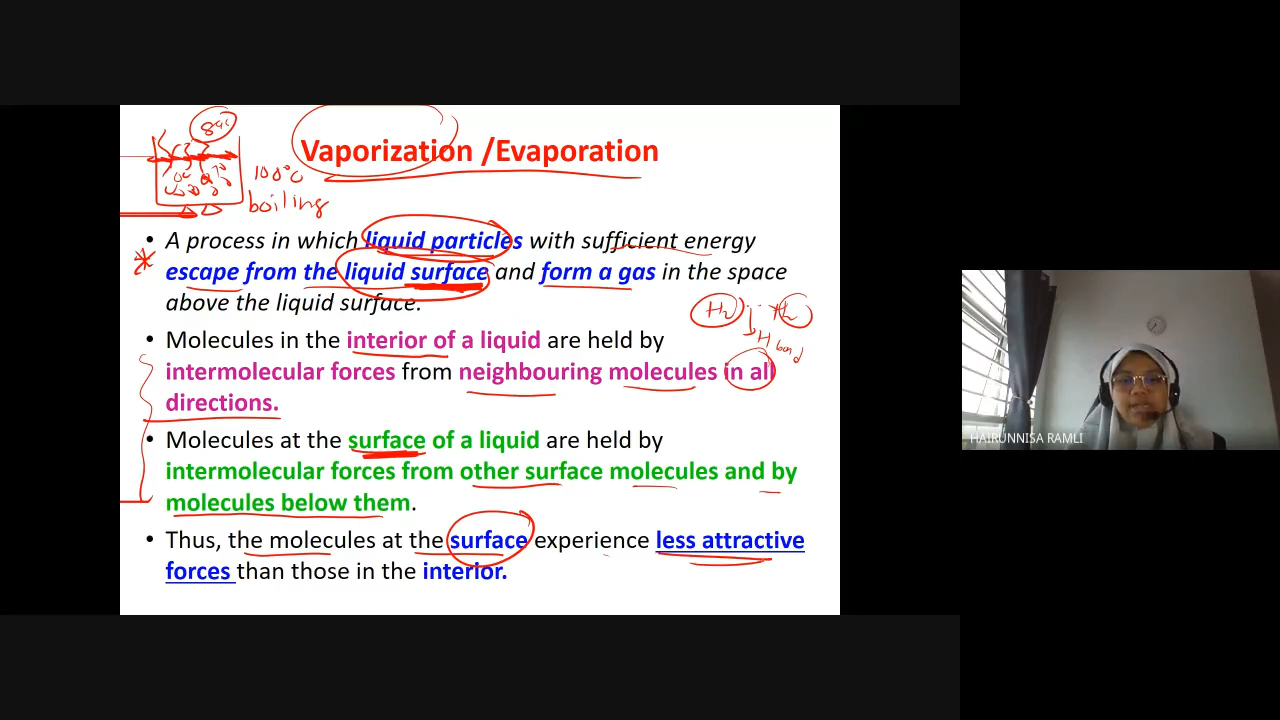 gas
Vaporization /Evaporation
100°C
boiling
• A process in which liquid particles with sufficient energy
escape from the liquid surface and form a gas in the space
above the liquid surface.
H₂ H₂
H bond
• Molecules in the interior of a liquid are held by
intermolecular forces from neighbouring molecules in all
directions.
• Molecules at the surface of a liquid are held by
intermolecular forces from other surface molecules and by
molecules below them.
• Thus, the molecules at the surface experience less attractive
forces than those in the interior.
HAIRUNNISA RAMLI